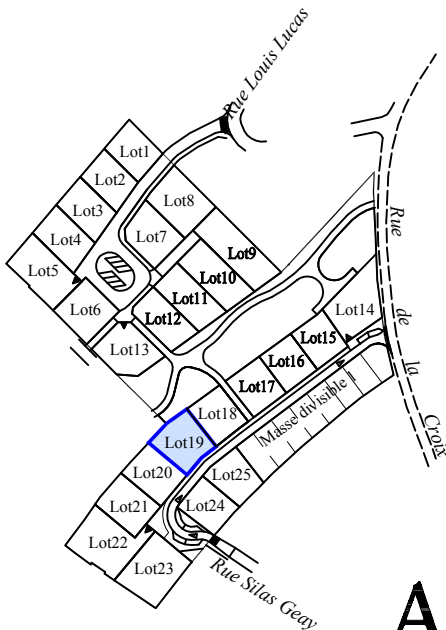 Rue Louis Lucas
Lot1
Lot2
Lot3
Lot8
Lot4
Lot7
Lot9
Lot5
Lot10
Lot6
Lot11
Lot12
Lot13
Lot14
Lot15
Lot16
Lot17
Lot18
Lot19
Lot20
Lot21
Lot22
Lot23
Lot24
Lot25
Masse divisible 1
Rue de la Croix
Rue Silas Geay
A